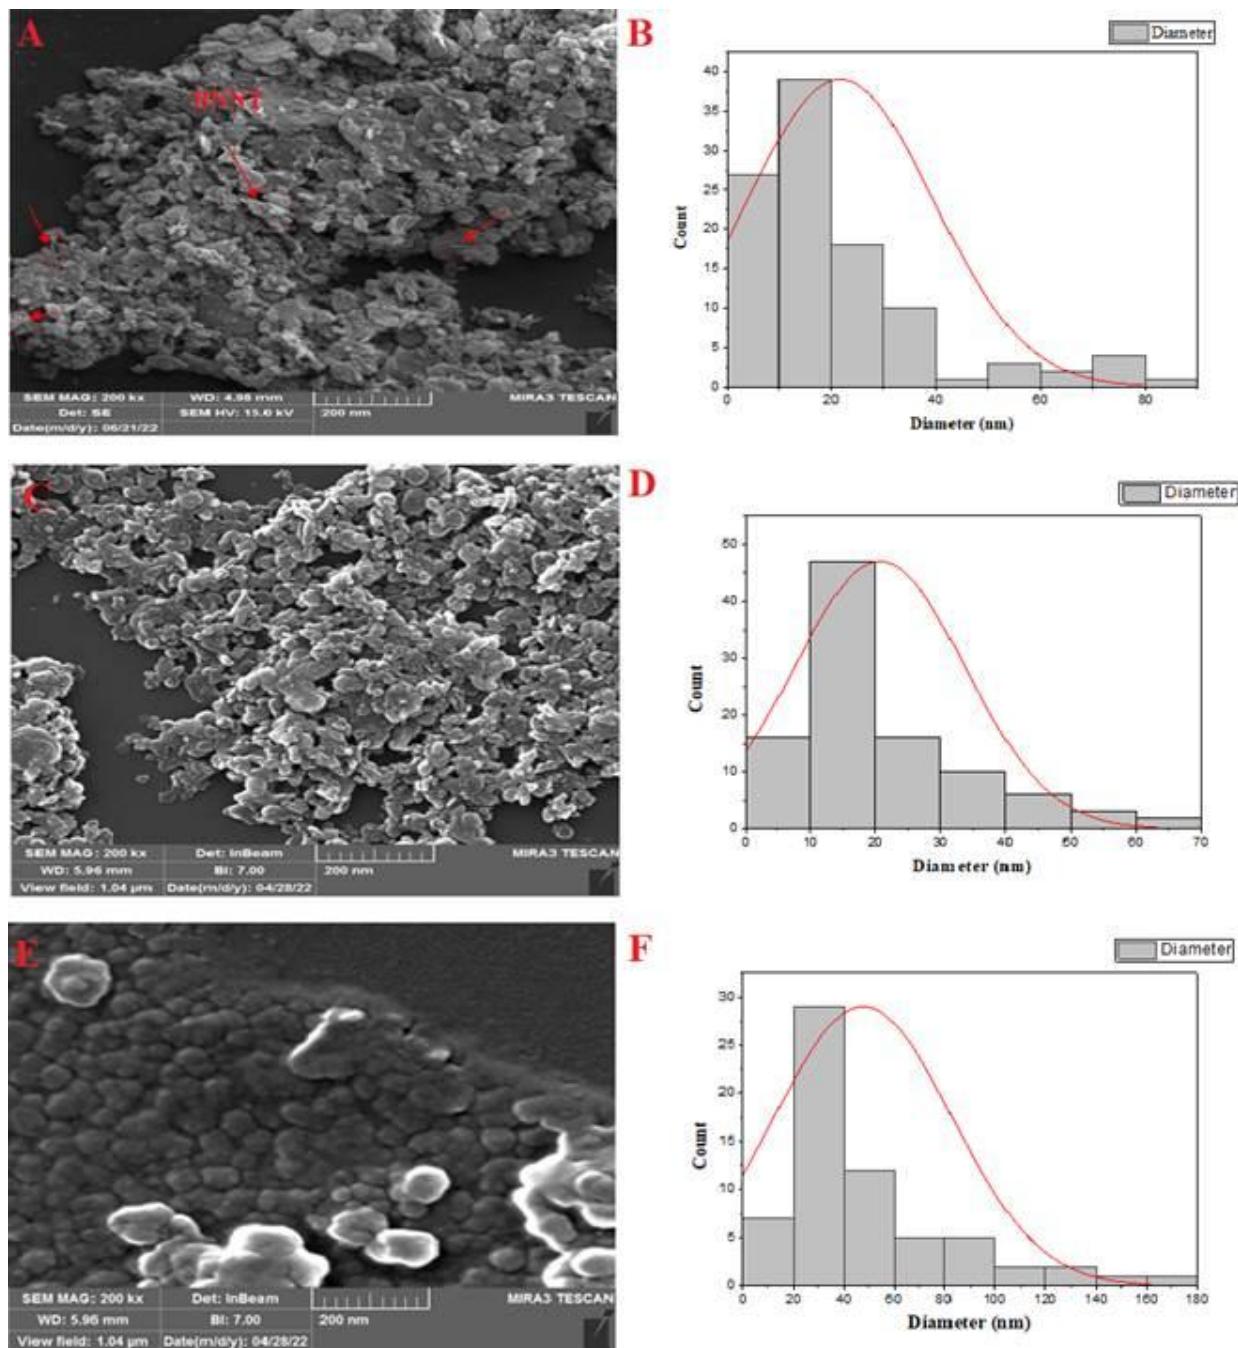 A
BNNT
SEM MAG: 200 kx WD: 4.98 mm
Det: SE SEM HV: 15.0 kV 200 nm MIRA3 TESCAN
Date(m/d/y): 06/21/22
B
Diameter
40
35
30
25
20
15
10
5
0
0 20 40 60 80
Count
Diameter (nm)
C
SEM MAG: 200 kx Det: InBeam MIRA3 TESCAN
WD: 5.96 mm BI: 7.00 200 nm
View field: 1.04 μm Date(m/d/y): 04/28/22
D
Diameter
50
40
30
20
10
0
0 10 20 30 40 50 60 70
Count
Diameter (nm)
E
SEM MAG: 200 kx Det: InBeam MIRA3 TESCAN
WD: 5.96 mm BI: 7.00 200 nm
View field: 1.04 μm Date(m/d/y): 04/28/22
F
Diameter
30
25
20
15
10
5
0
0 20 40 60 80 100 120 140 160 180
Count
Diameter (nm)